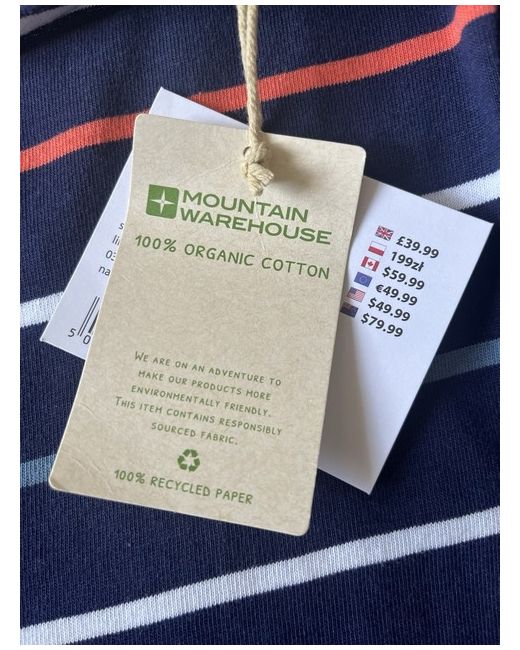 MOUNTAIN
WAREHOUSE
100% ORGANIC COTTON
WE ARE ON AN ADVENTURE TO
MAKE OUR PRODUCTS MORE
ENVIRONMENTALLY FRIENDLY.
THIS ITEM CONTAINS RESPONSIBLY
SOURCED FABRIC.
100% RECYCLED PAPER
£39.99
199zł
$59.99
€49.99
$49.99
$79.99